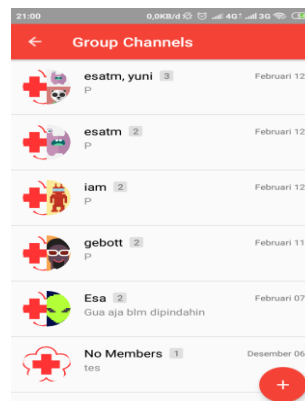 21:00 0,0KB/d 4G 3G
Group Channels
esatm, yuni 3 Februari 12
P
esatm 2 Februari 12
P
iam 2 Februari 12
P
gebott 2 Februari 11
P
Esa 2 Februari 07
Gua aja blm dipindahin
No Members 1 Desember 06
tes